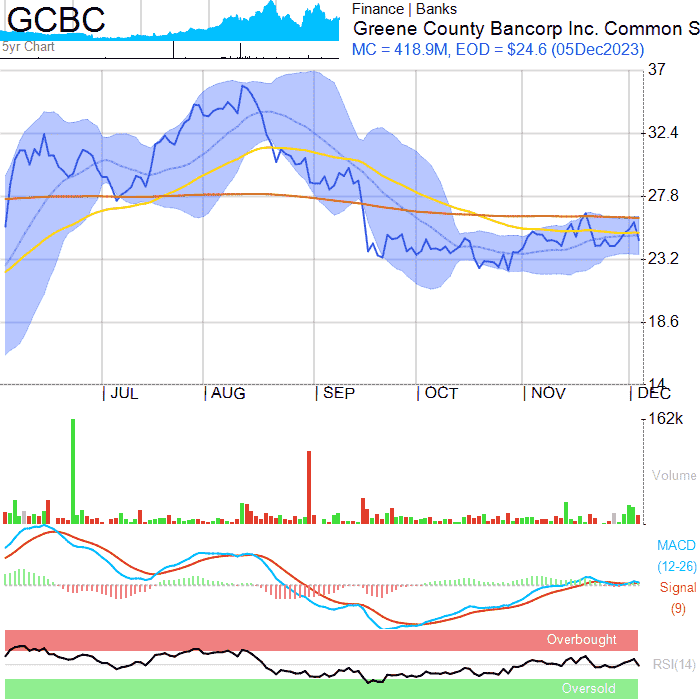 GCBC
5yr Chart
Finance | Banks
Greene County Bancorp Inc. Common S
MC = 418.9M, EOD = $24.6 (05Dec2023)
37
32.4
27.8
23.2
18.6
14
JUL AUG SEP OCT NOV DEC
162k
Volume
MACD
(12-26)
Signal
(9)
Overbought
RSI(14)
Oversold